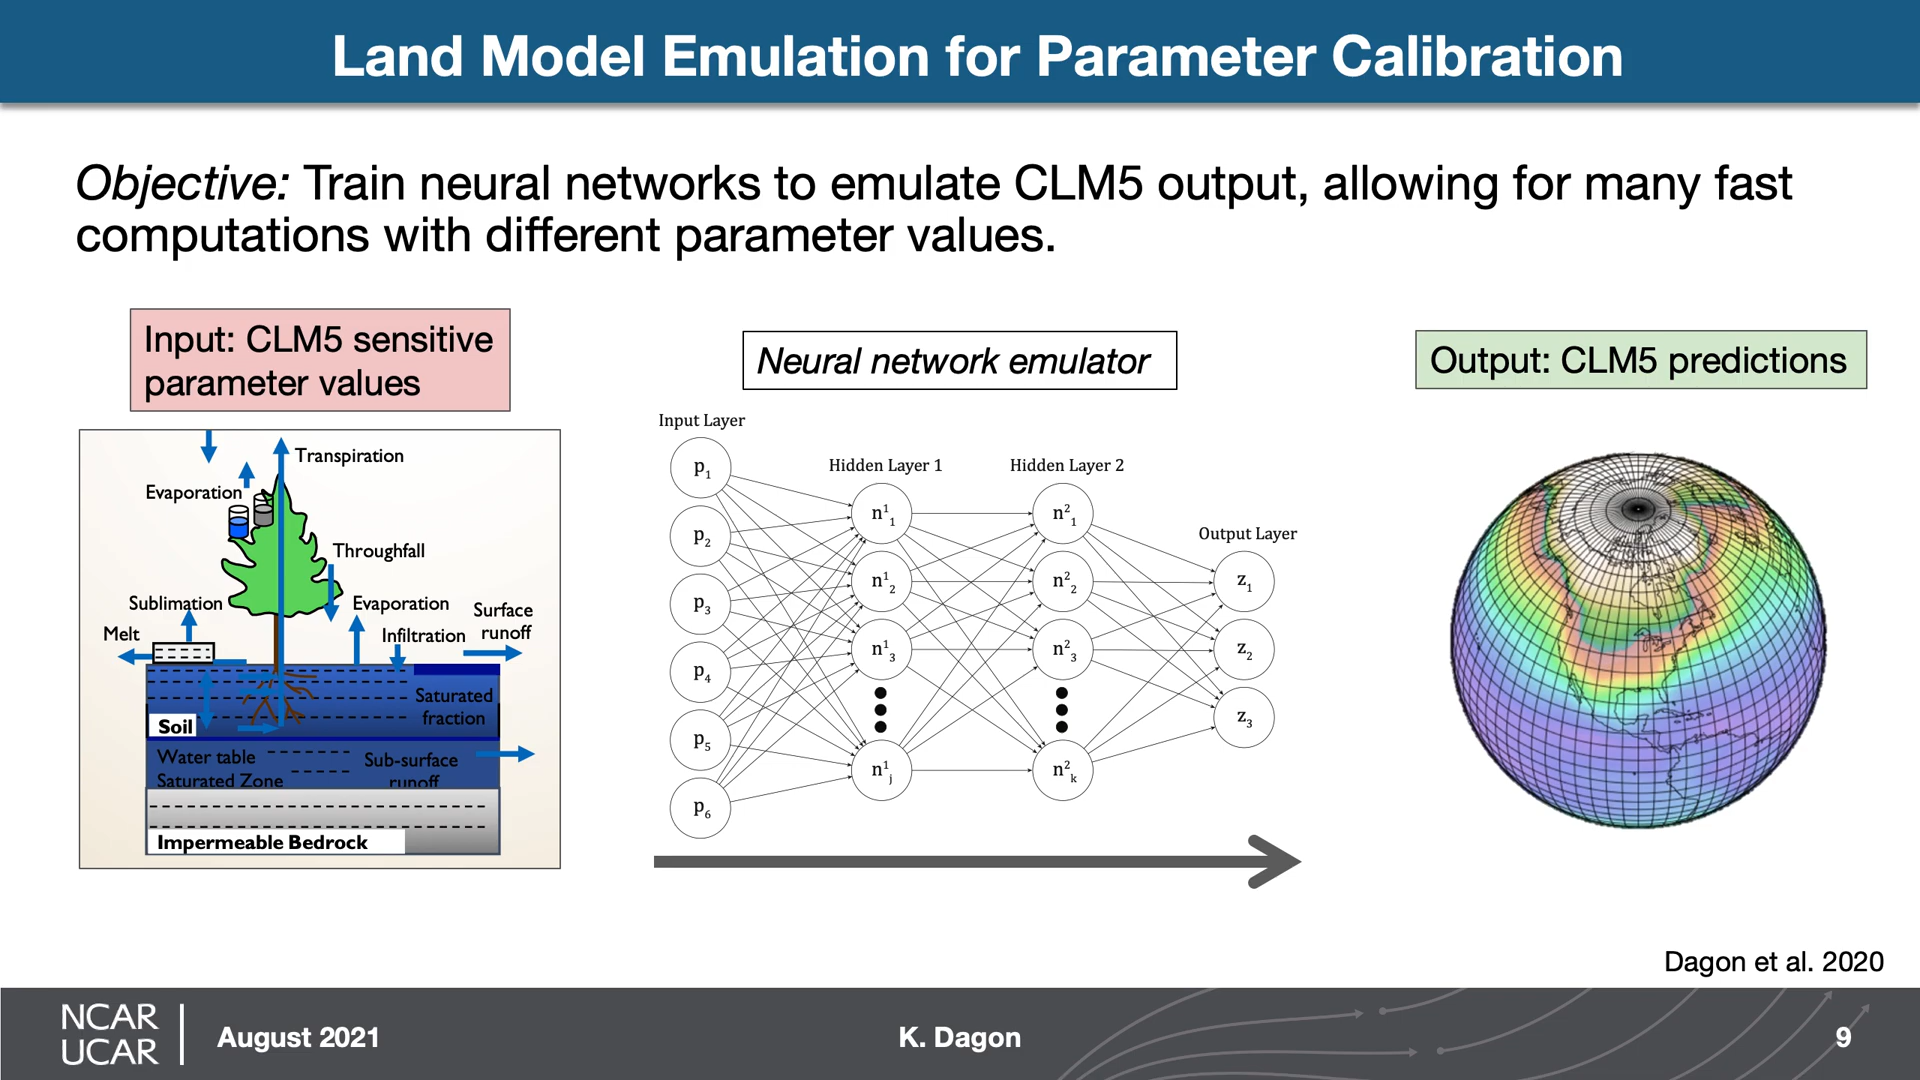 Land Model Emulation for Parameter Calibration
Objective: Train neural networks to emulate CLM5 output, allowing for many fast
computations with different parameter values.
Input: CLM5 sensitive
parameter values
Transpiration
Evaporation
Throughfall
Sublimation
Evaporation
Surface
runoff
Melt
Infiltration
Saturated
fraction
Soil
Water table
Saturated Zone
Sub-surface
runoff
Impermeable Bedrock
Neural network emulator
Input Layer
Hidden Layer 1
Hidden Layer 2
Output Layer
p1
p2
p3
p4
p5
p6
n¹1
n¹2
n¹3
n¹j
n²1
n²2
n²3
n²k
z1
z2
z3
Output: CLM5 predictions
Dagon et al. 2020
NCAR
UCAR
August 2021
K. Dagon
9